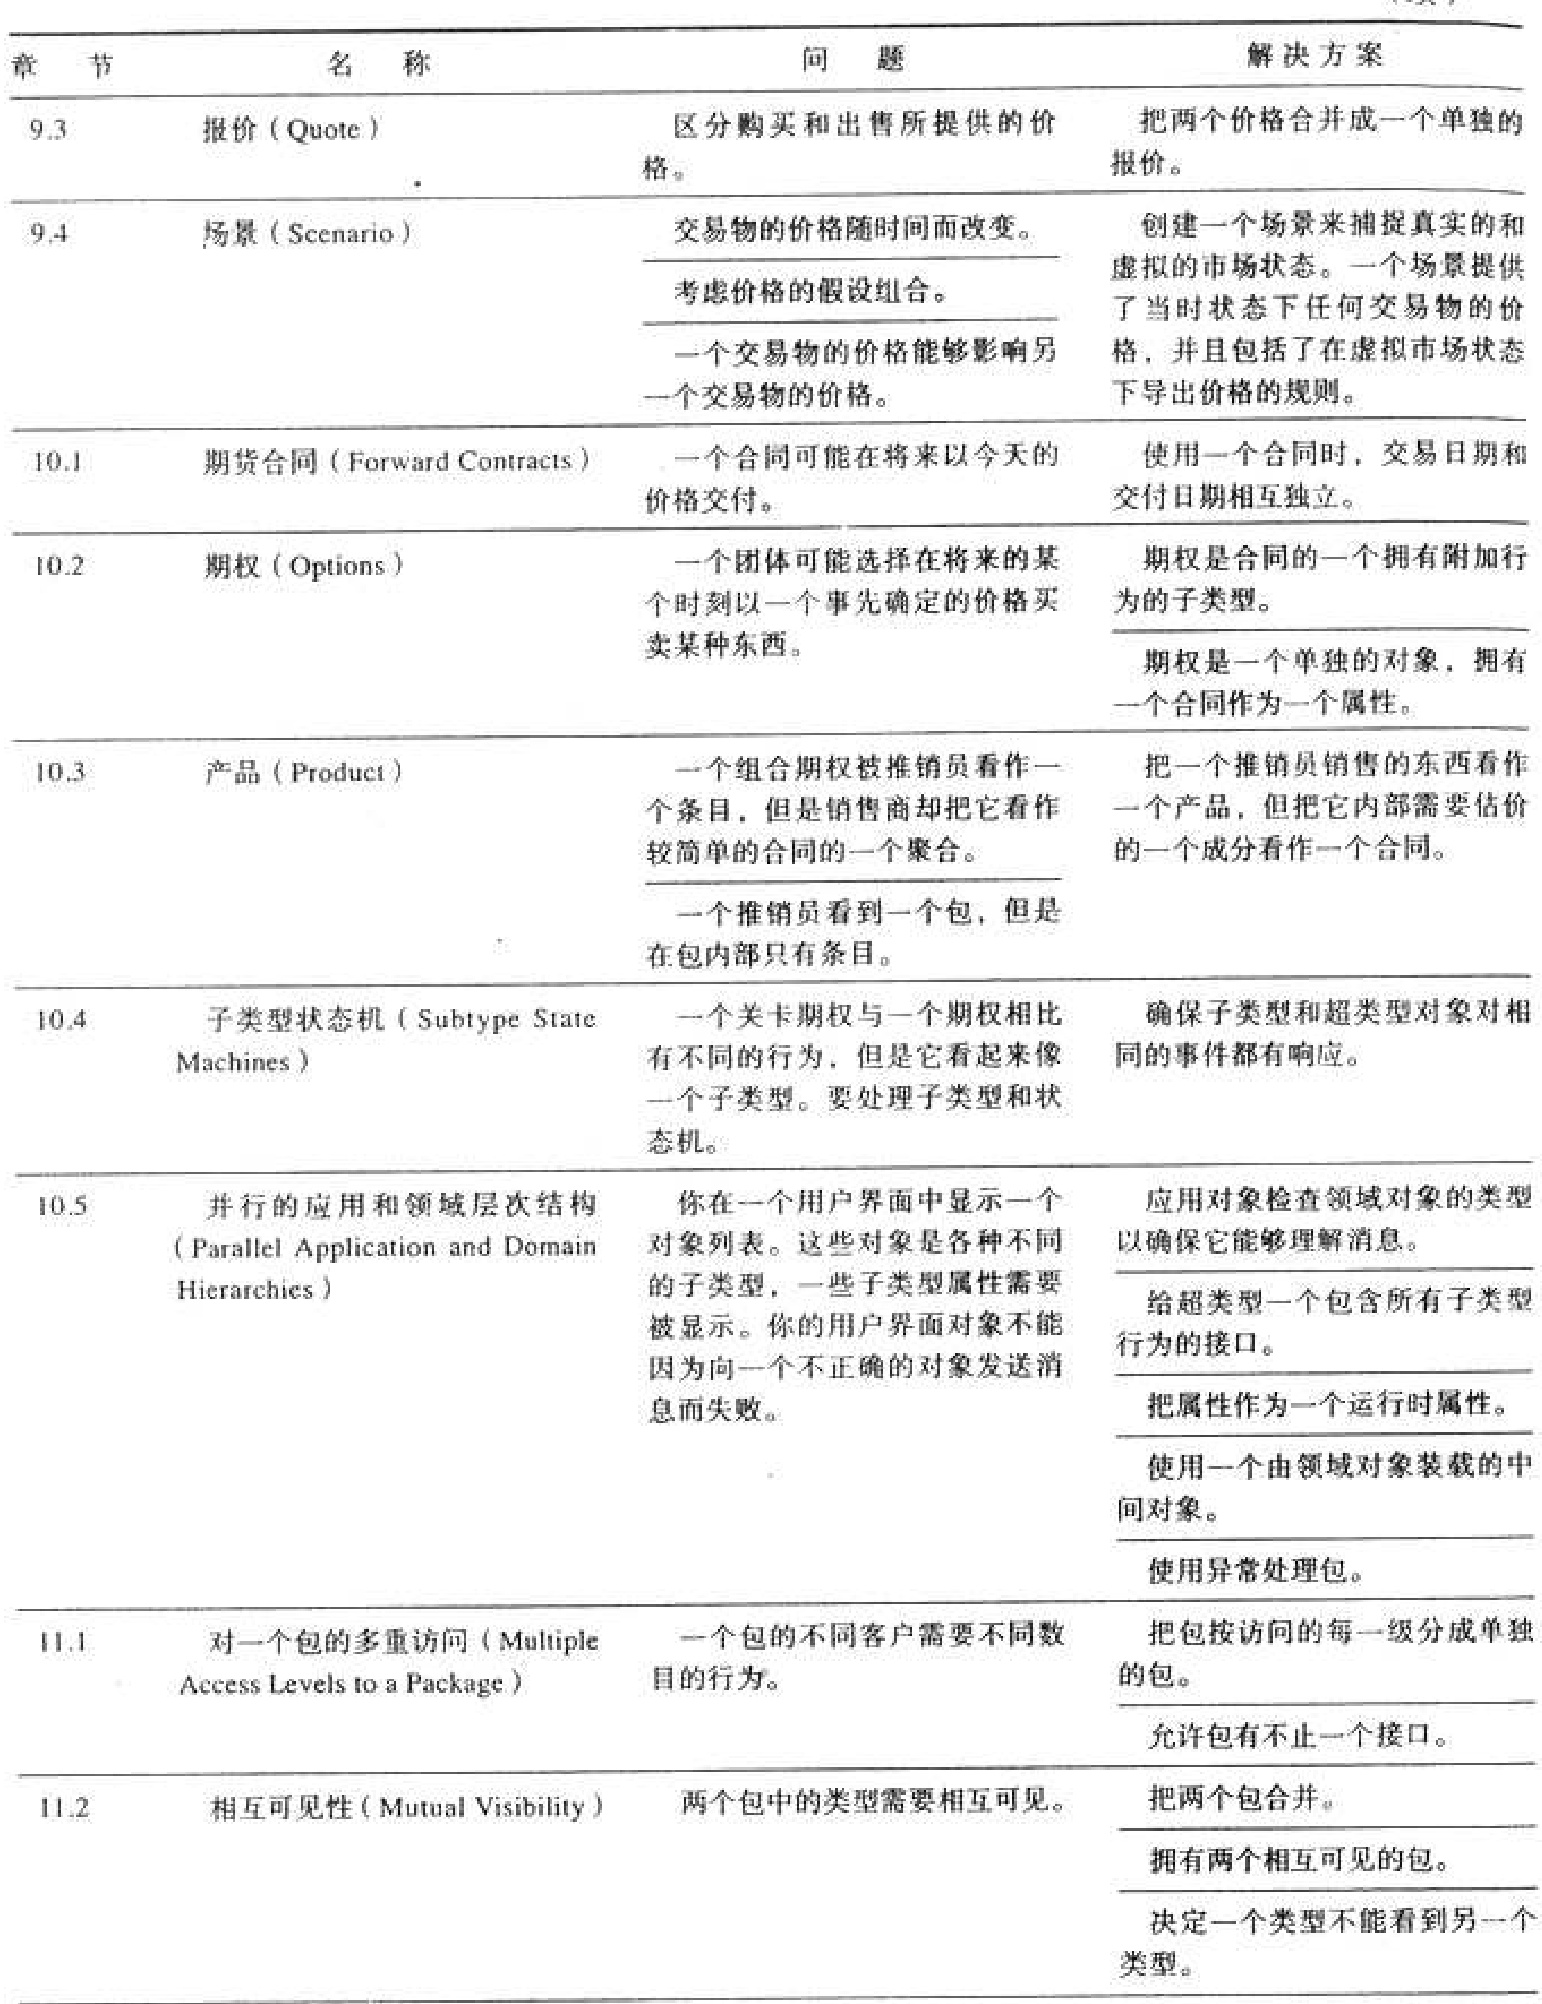 章 节 名 称 问 题 解决方案
9.3 报价（Quote） 区分购买和出售所提供的价 把两个价格合并成一个单独的
格。 报价。
9.4 场景（Scenario） 交易物的价格随时间而改变。 创建一个场景来捕捉真实的和
虚拟的市场状态。一个场景提供
考虑价格的假设组合。
了当时状态下任何交易物的价
一个交易物的价格能够影响另 格，并且包括了在虚拟市场状态
一个交易物的价格。 下导出价格的规则。
10.1 期货合同（Forward Contracts） 一个合同可能在将来以今天的 使用一个合同时，交易日期和
价格交付。 交付日期相互独立。
10.2 期权（Options） 一个团体可能选择在将来的某 期权是合同的一个拥有附加行
个时刻以一个事先确定的价格买 为的子类型。
卖某种东西。 期权是一个单独的对象，拥有
一个合同作为一个属性。
10.3 产品（Product） 一个组合期权被推销员看作一 把一个推销员销售的东西看作
个条目，但是销售商却把它看作 一个产品，但把它内部需要估价
较简单的合同的一个聚合。 的一个成分看作一个合同。
一个推销员看到一个包，但是
在包内部只有条目。
10.4 子类型状态机（Subtype State 一个关卡期权与一个期权相比 确保子类型和超类型对象对相
Machines） 有不同的行为，但是它看起来像 同的事件都有响应。
一个子类型。要处理子类型和状
态机。
10.5 并行的应用和领域层次结构 你在一个用户界面中显示一个 应用对象检查领域对象的类型
（Parallel Application and Domain 对象列表。这些对象是各种不同 以确保它能够理解消息。
Hierarchies） 的子类型，一些子类型属性需要 给超类型一个包含所有子类型
被显示。你的用户界面对象不能 行为的接口。
因为向一个不正确的对象发送消
息而失败。 把属性作为一个运行时属性。
使用一个由领域对象装载的中
间对象。
使用异常处理包。
11.1 对一个包的多重访问（Multiple 一个包的不同客户需要不同数 把包按访问的每一级分成单独
Access Levels to a Package） 目的行为。 的包。
允许包有不止一个接口。
11.2 相互可见性（Mutual Visibility） 两个包中的类型需要相互可见。 把两个包合并。
拥有两个相互可见的包。
决定一个类型不能看到另一个
类型。